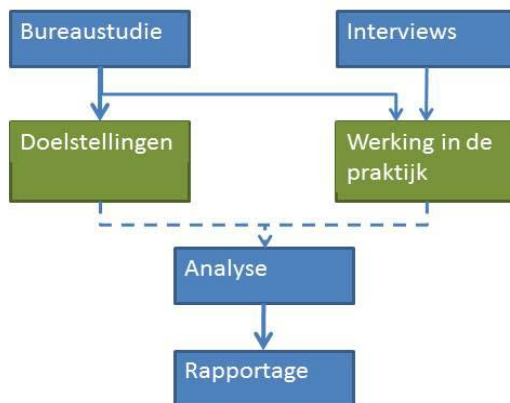 Bureaustudie
Interviews
Doelstellingen
Werking in de
praktijk
Analyse
Rapportage